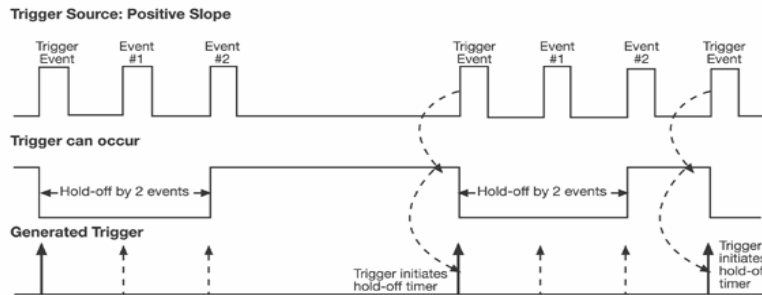 Trigger Source: Positive Slope
Trigger
Event
Event
#1
Event
#2
Trigger
Event
Event
#1
Event
#2
Trigger
Event
Trigger can occur
Hold-off by 2 events
Hold-off by 2 events
Generated Trigger
Trigger initiates
hold-off timer
Trigger
initiates
hold-off
timer